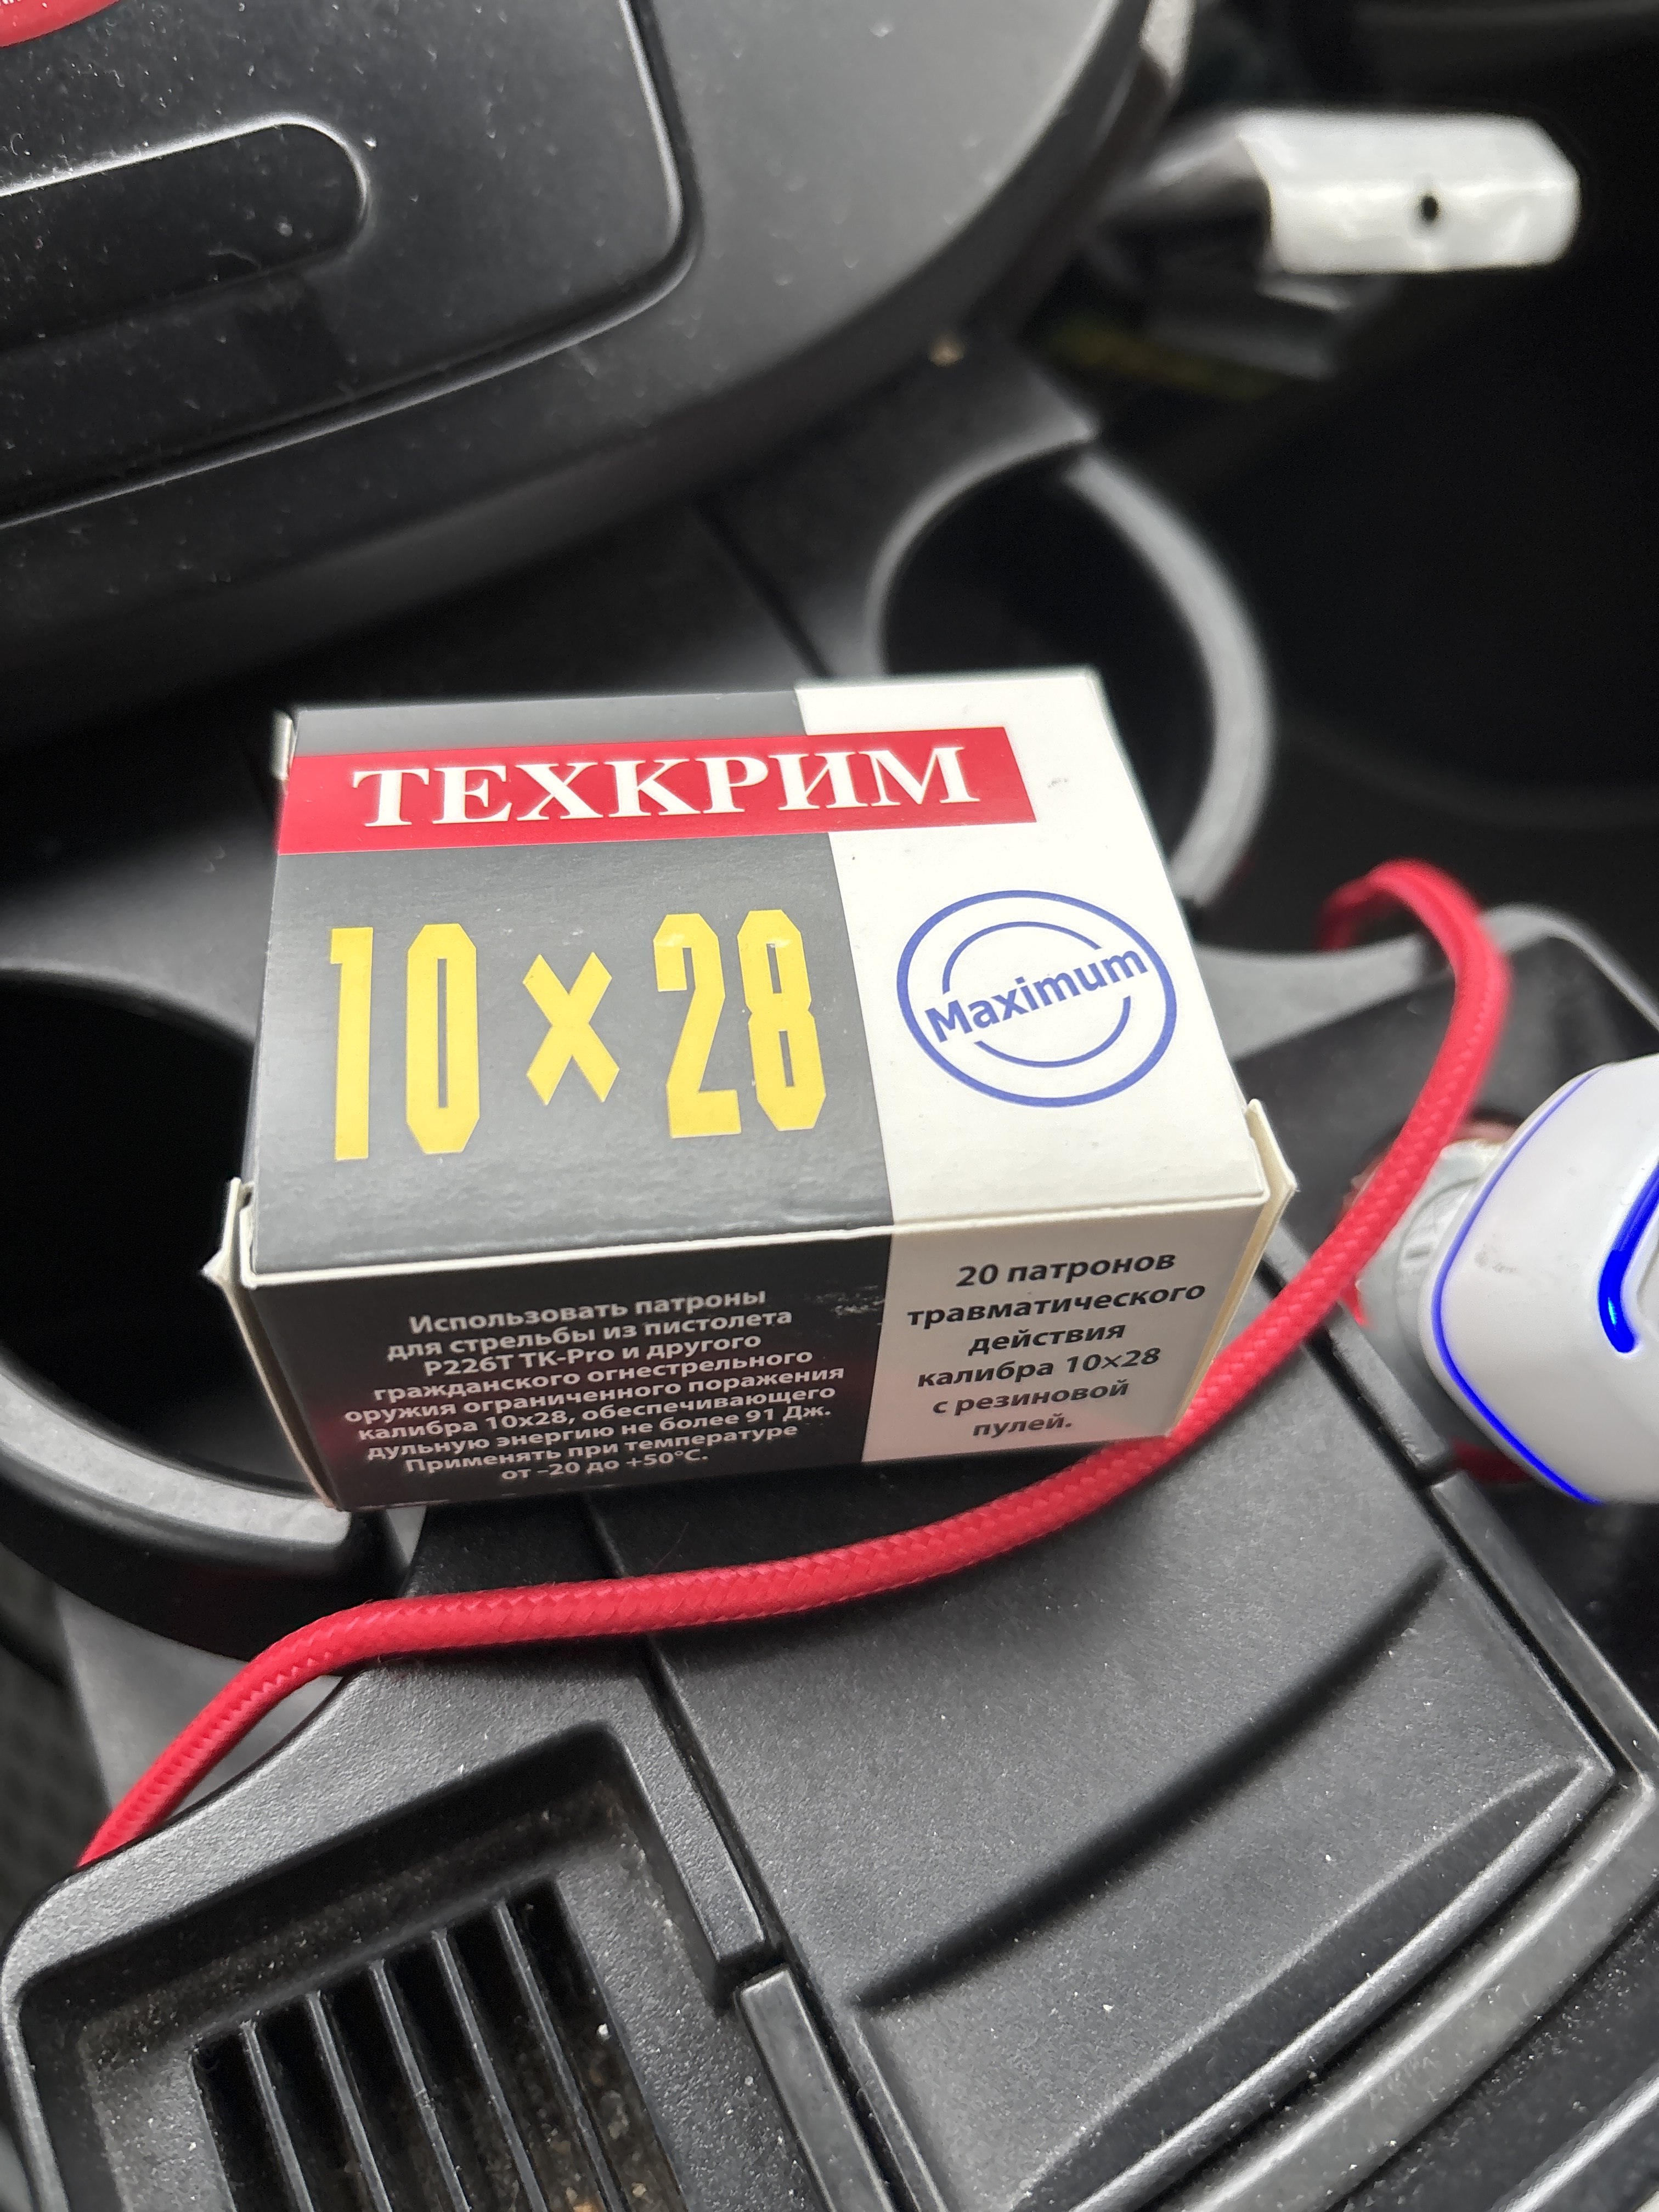 ТЕХКРИМ
10×28
Maximum
Использовать патроны
для стрельбы из пистолета
P226T TK-Pro и другого
гражданского огнестрельного
оружия ограниченного поражения
калибра 10х28, обеспечивающего
дульную энергию не более 91 Дж.
Применять при температуре
от –20 до +50°С.
20 патронов
травматического
действия
калибра 10×28
с резиновой
пулей.